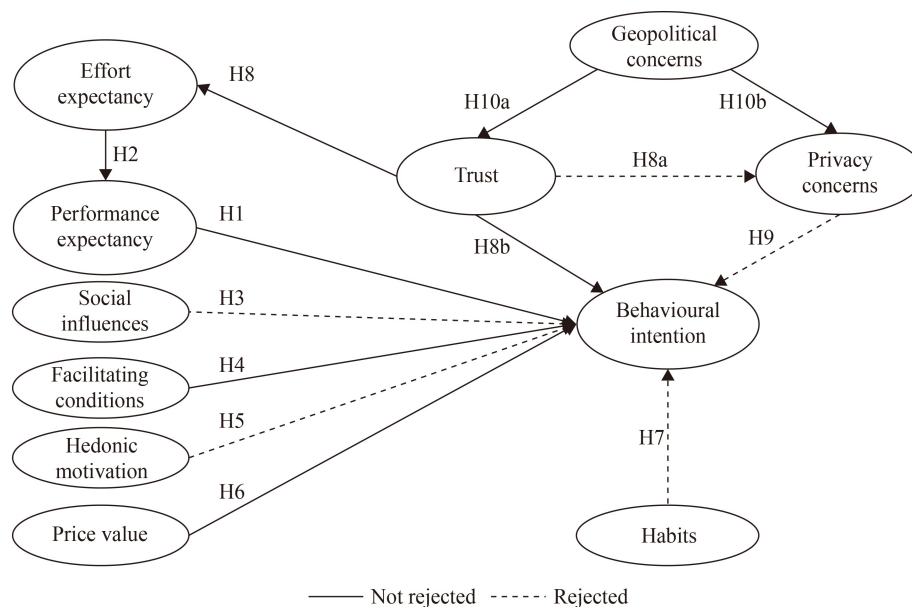 Geopolitical
concerns
Effort
expectancy
H8
H10a
H10b
H2
Trust
H8a
Privacy
concerns
Performance
expectancy
H1
H8b
H9
Social
influences
H3
Behavioural
intention
Facilitating
conditions
H4
Hedonic
motivation
H5
H7
H6
Price value
Habits
Not rejected
Rejected